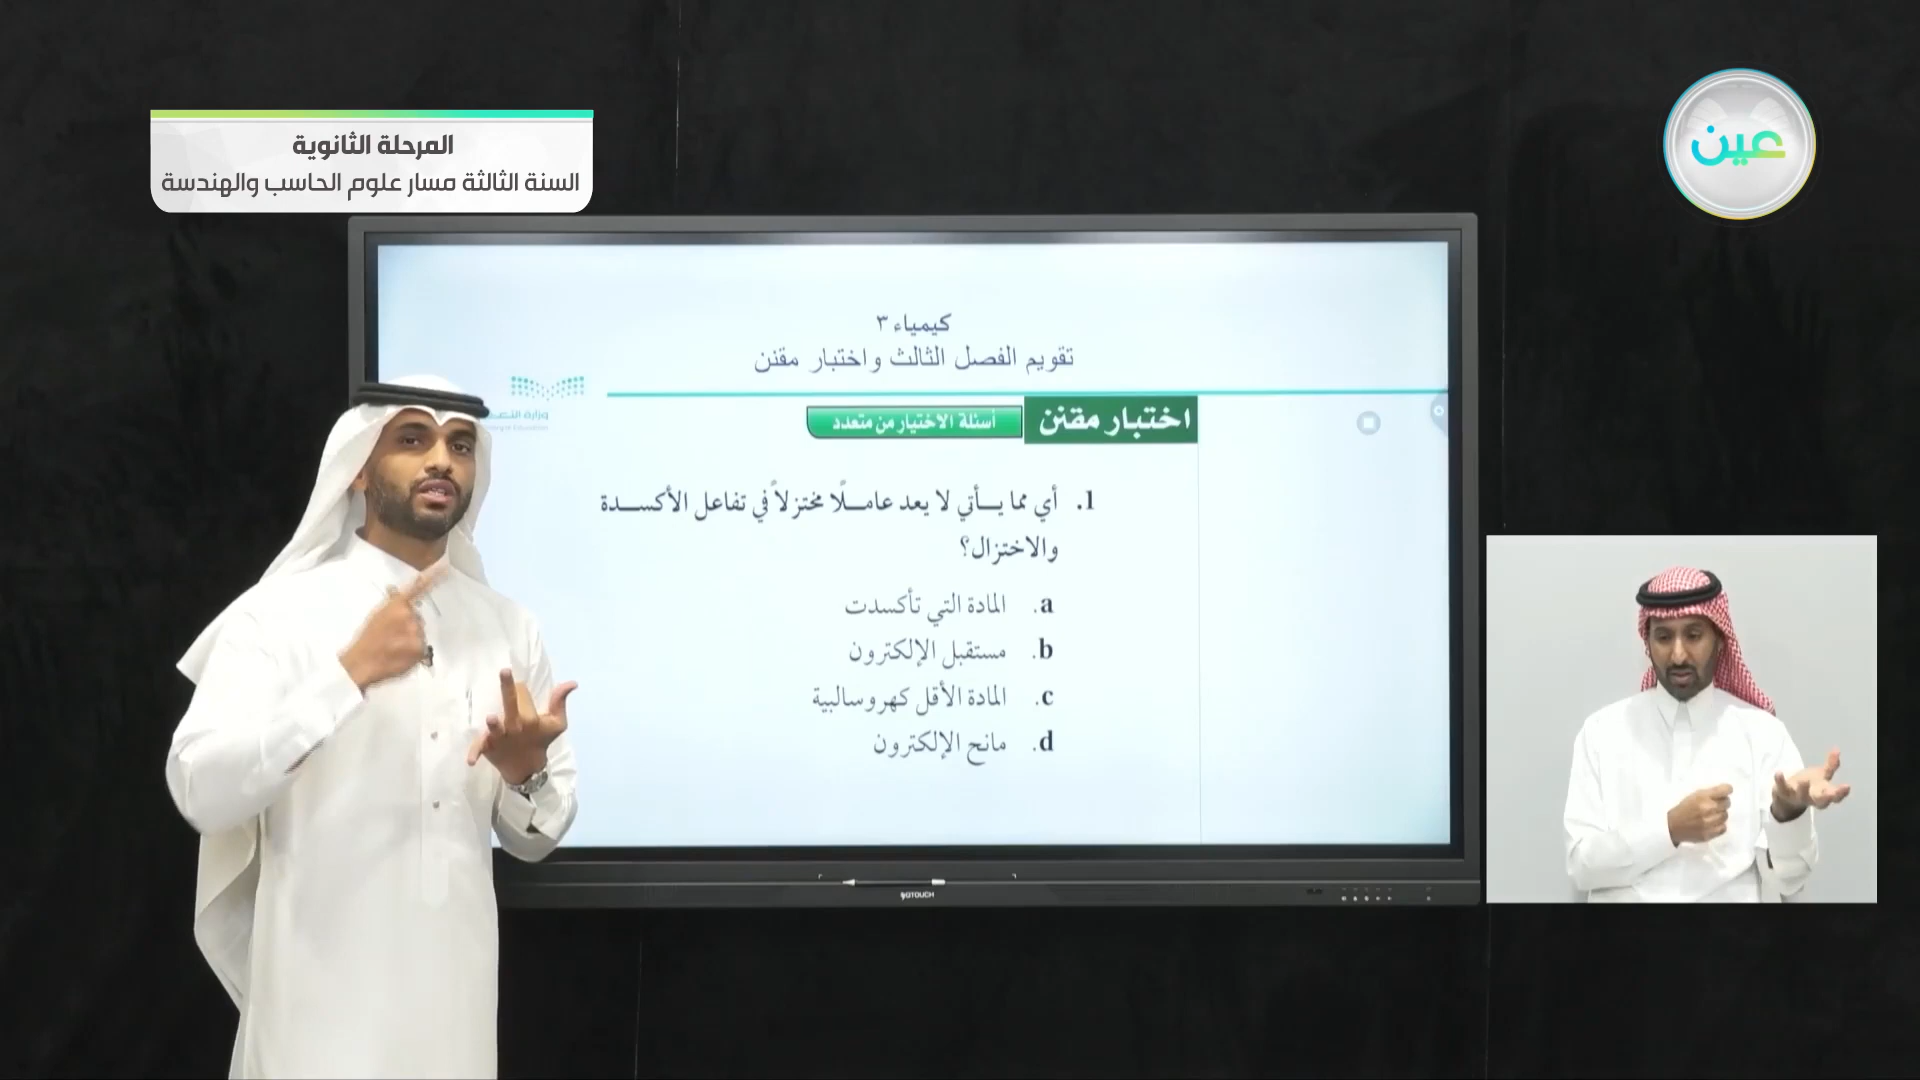 المرحلة الثانوية
السنة الثالثة مسار علوم الحاسب والهندسة
عين
كيمياء ٣
تقويم الفصل الثالث واختبار مقنن
اختبار مقنن
أسئلة الاختيار من متعدد
1. أي مما يأتي لا يعد عاملًا مختزلاً في تفاعل الأكسدة
والاختزال؟
a. المادة التي تأكسدت
b. مستقبل الإلكترون
c. المادة الأقل كهروسالبية
d. مانح الإلكترون